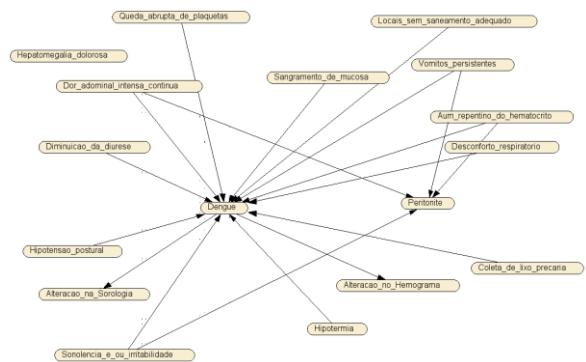 Queda_abrupta_de_plaquetas
Locais_sem_saneamento_adequado
Hepatomegalia_dolorosa
Vomitos_persistentes
Dor_adominal_intensa_continua
Sangramento_de_mucosa
Aum_repentino_do_hematocrito
Diminuicao_da_diurese
Desconforto_respiratorio
Dengue
Peritonite
Hipotensao_postural
Coleta_de_lixo_precaria
Alteracao_na_Sorologia
Alteracao_no_Hemograma
Hipotermia
Sonolencia_e_ou_irritabilidade